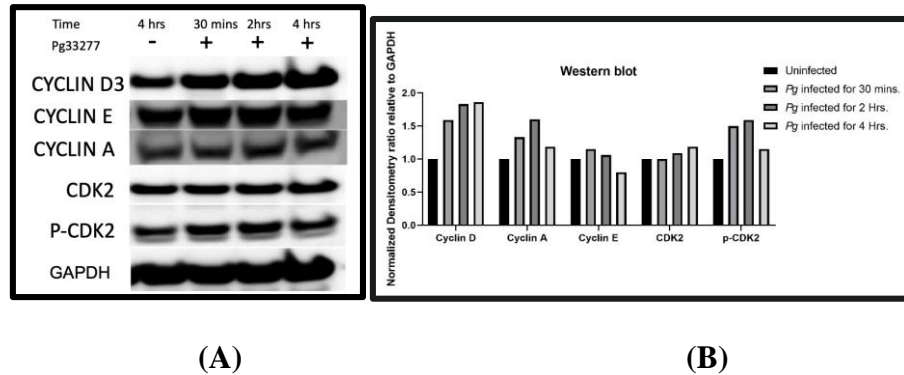 Time 4 hrs 30 mins 2hrs 4 hrs
Pg33277 - + + +
CYCLIN D3
CYCLIN E
CYCLIN A
CDK2
P-CDK2
GAPDH
(A)
Western blot
Normalized Densitometry ratio relative to GAPDH
2.0
1.5
1.0
0.5
0.0
Cyclin D Cyclin A Cyclin E CDK2 p-CDK2
Uninfected
Pg infected for 30 mins.
Pg infected for 2 Hrs.
Pg infected for 4 Hrs.
(B)